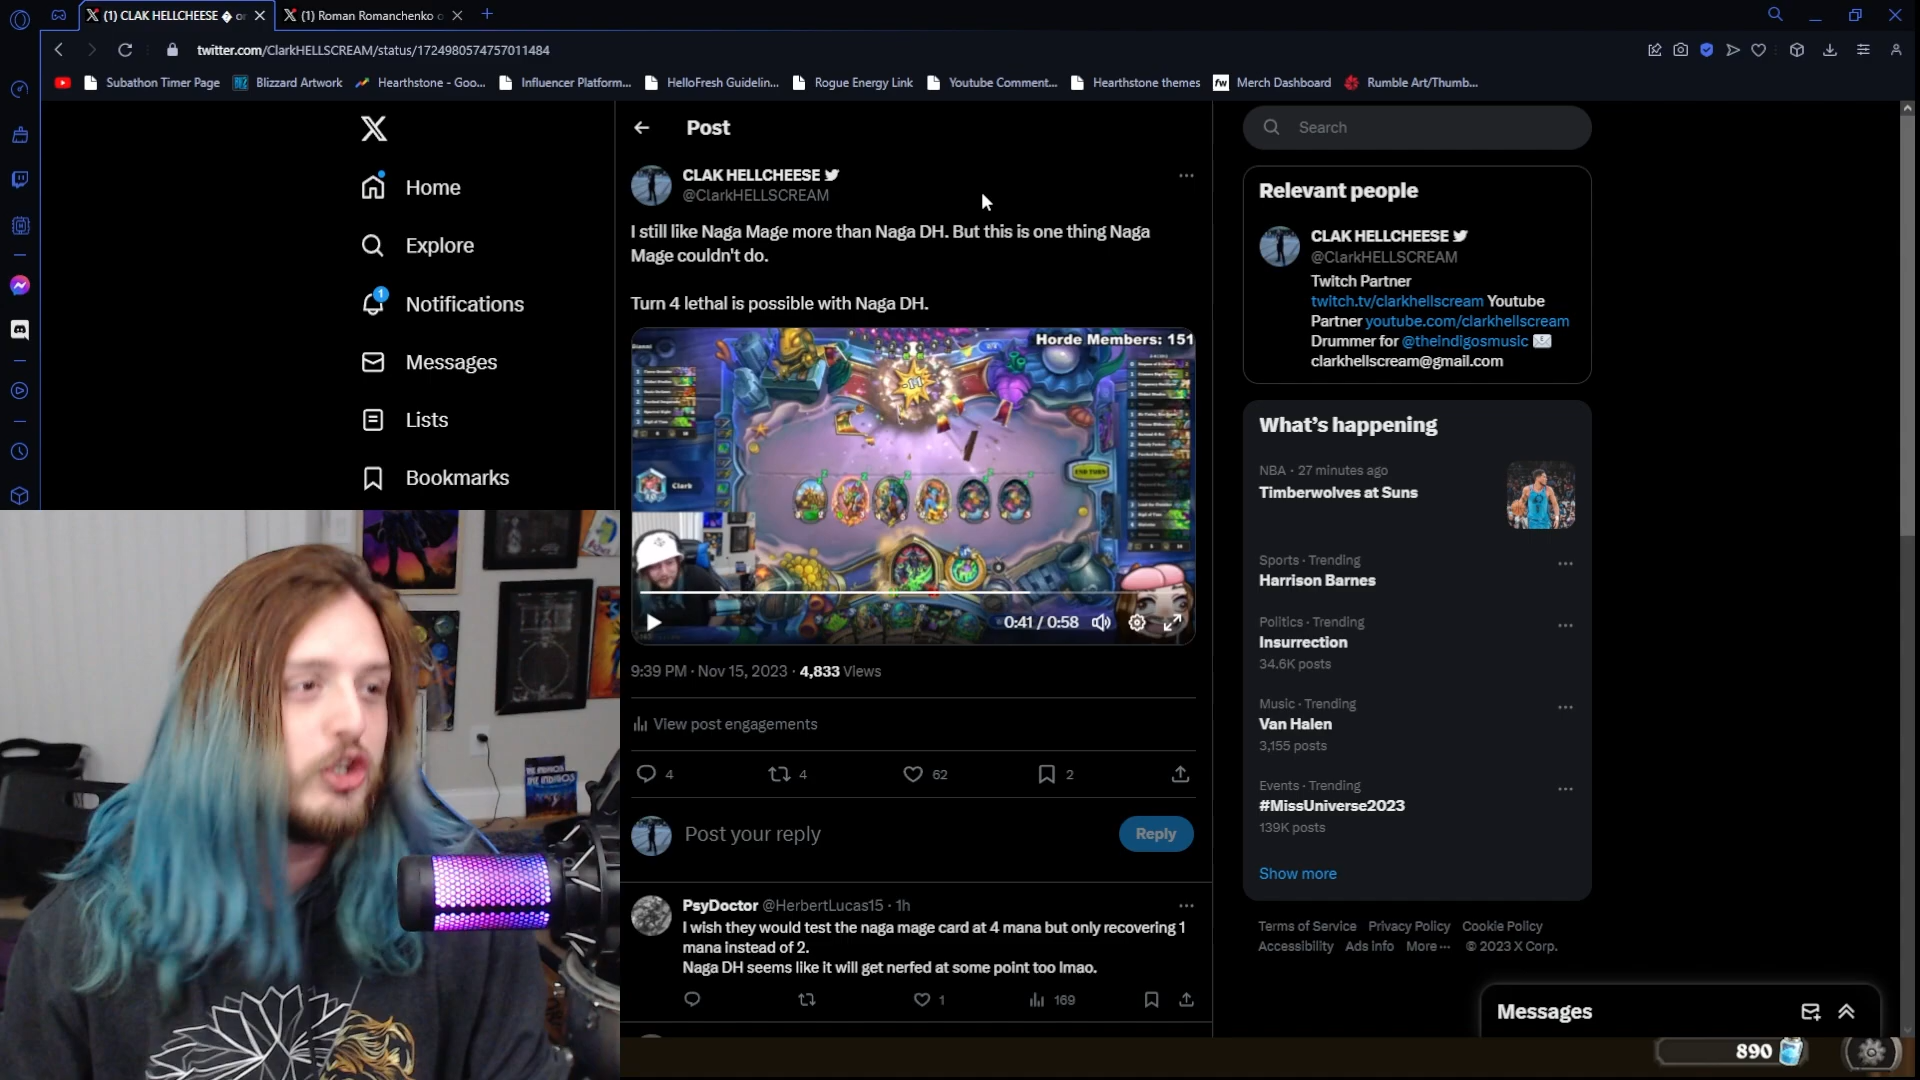 (1) CLAK HELLCHEESE � or
(1) Roman Romanchenko o
twitter.com/ClarkHELLSCREAM/status/1724980574757011484
Subathon Timer Page
Blizzard Artwork
Hearthstone - Goo...
Influencer Platform...
HelloFresh Guidelin...
Rogue Energy Link
Youtube Comment...
Hearthstone themes
fw Merch Dashboard
Rumble Art/Thumb...
Home
Explore
1
Notifications
Messages
Lists
Bookmarks
Post
CLAK HELLCHEESE
@ClarkHELLSCREAM
I still like Naga Mage more than Naga DH. But this is one thing Naga
Mage couldn't do.
Turn 4 lethal is possible with Naga DH.
Horde Members: 151
-14
Clark
END TURN
0:41 / 0:58
9:39 PM · Nov 15, 2023 · 4,833 Views
View post engagements
4
4
62
2
Post your reply
Reply
PsyDoctor @HerbertLucas15 · 1h
I wish they would test the naga mage card at 4 mana but only recovering 1
mana instead of 2.
Naga DH seems like it will get nerfed at some point too lmao.
1
169
Search
Relevant people
CLAK HELLCHEESE
@ClarkHELLSCREAM
Twitch Partner
twitch.tv/clarkhellscream Youtube
Partner youtube.com/clarkhellscream
Drummer for @theindigosmusic
clarkhellscream@gmail.com
What's happening
NBA · 27 minutes ago
Timberwolves at Suns
Sports · Trending
Harrison Barnes
Politics · Trending
Insurrection
34.6K posts
Music · Trending
Van Halen
3,155 posts
Events · Trending
#MissUniverse2023
139K posts
Show more
Terms of Service Privacy Policy Cookie Policy
Accessibility Ads info More ··· © 2023 X Corp.
Messages
890